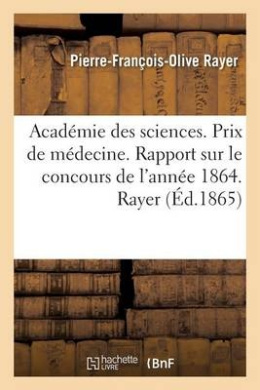 Pierre-François-Olive Rayer
Académie des sciences. Prix de médecine.
Rapport sur le concours de l'année 1864.
Rayer (Éd.1865)
hachette
LIVRE
{BnF